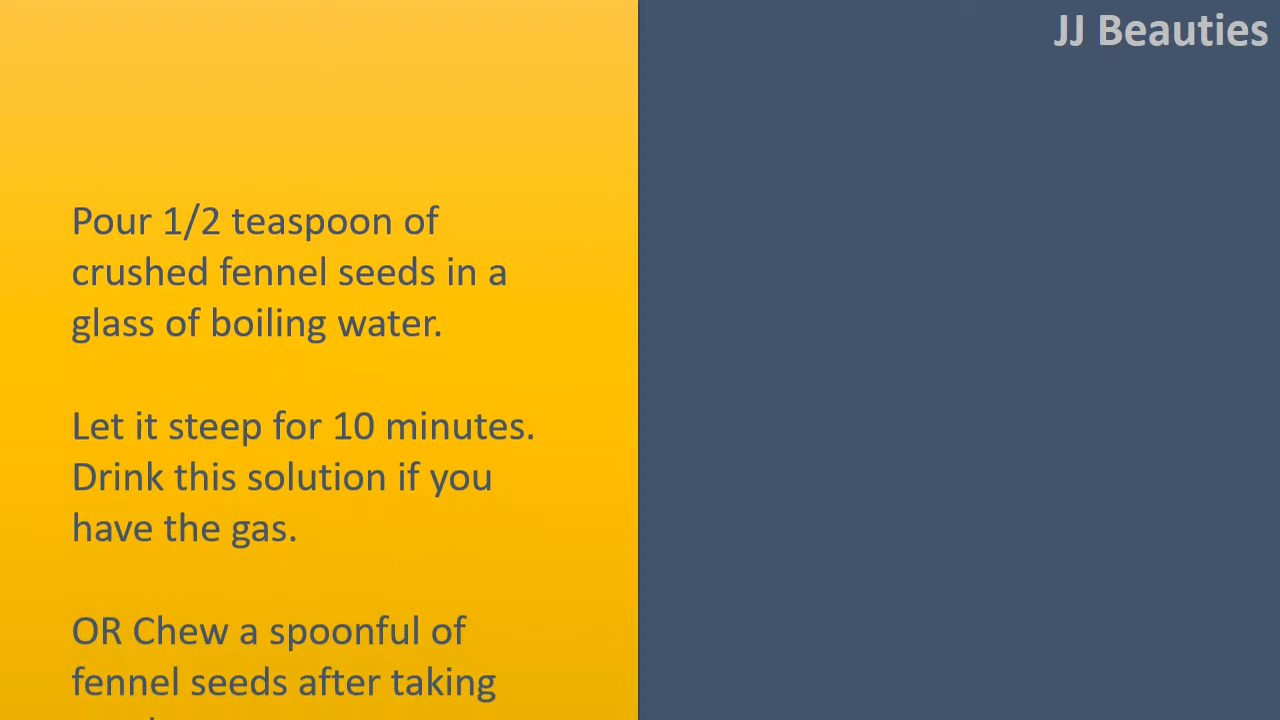 JJ Beauties
Pour 1/2 teaspoon of
crushed fennel seeds in a
glass of boiling water.
Let it steep for 10 minutes.
Drink this solution if you
have the gas.
OR Chew a spoonful of
fennel seeds after taking